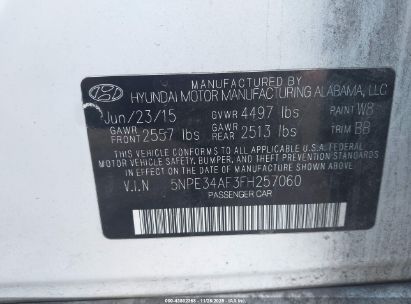 HYUNDAI MOTOR MANUFACTURING ALABAMA, LLC
Jun/23/15 GVWR 4497 lbs PAINT W8
GAWR FRONT 2557 lbs GAWR REAR 2513 lbs TRIM BB
THIS VEHICLE CONFORMS TO ALL APPLICABLE U.S.A. FEDERAL
MOTOR VEHICLE SAFETY, BUMPER, AND THEFT PREVENTION STANDARDS
IN EFFECT ON THE DATE OF MANUFACTURE SHOWN ABOVE.
V.I.N 5NPE34AF3FH257060
PASSENGER CAR